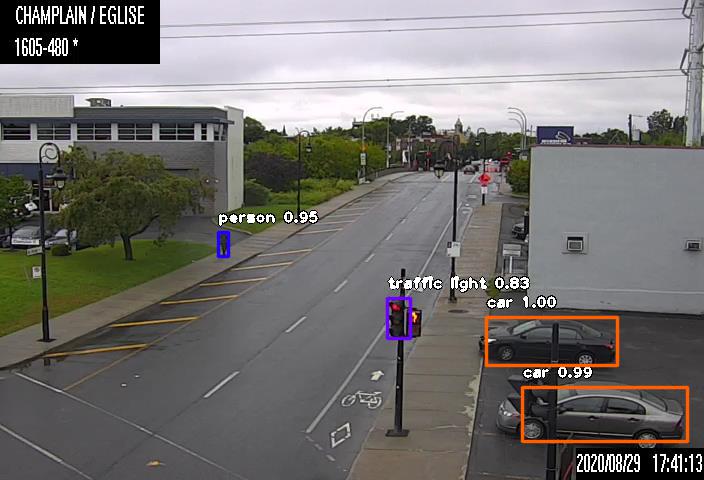 CHAMPLAIN / EGLISE
1605-480 *
person 0.95
traffic light 0.83
car 1.00
car 0.99
2020/08/29 17:41:13